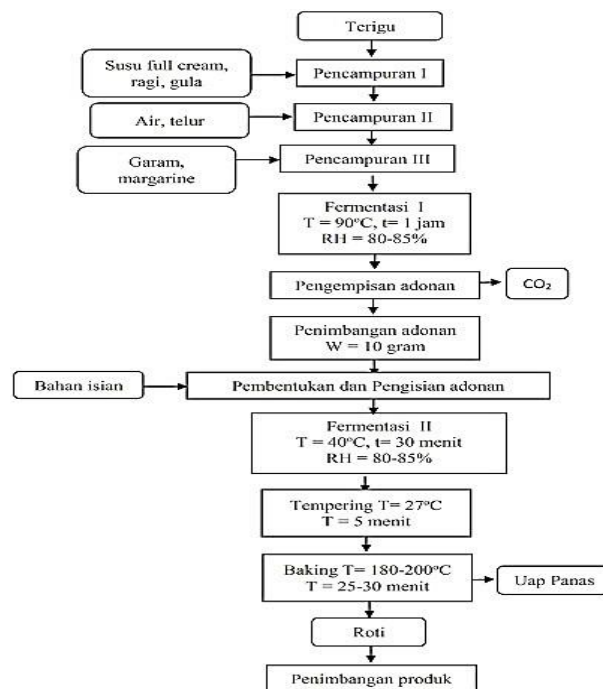 Terigu
Susu full cream,
ragi, gula
Pencampuran I
Air, telur
Pencampuran II
Garam,
margarine
Pencampuran III
Fermentasi I
T = 90°C, t= 1 jam
RH = 80-85%
Pengempisan adonan
CO₂
Penimbangan adonan
W = 10 gram
Bahan isian
Pembentukan dan Pengisian adonan
Fermentasi II
T = 40°C, t= 30 menit
RH = 80-85%
Tempering T= 27°C
T = 5 menit
Baking T= 180-200°C
T = 25-30 menit
Uap Panas
Roti
Penimbangan produk